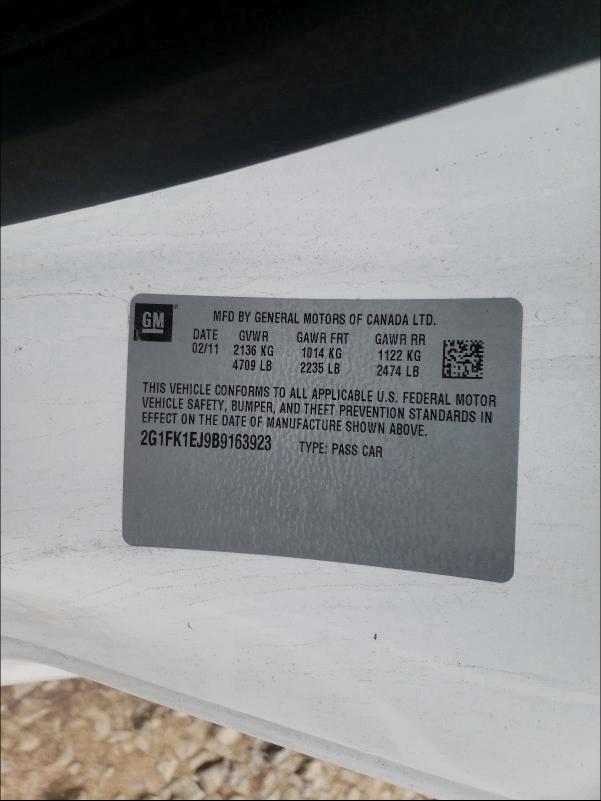 GM
MFD BY GENERAL MOTORS OF CANADA LTD.
DATE GVWR GAWR FRT GAWR RR
02/11 2136 KG 1014 KG 1122 KG
4709 LB 2235 LB 2474 LB
THIS VEHICLE CONFORMS TO ALL APPLICABLE U.S. FEDERAL MOTOR
VEHICLE SAFETY, BUMPER, AND THEFT PREVENTION STANDARDS IN
EFFECT ON THE DATE OF MANUFACTURE SHOWN ABOVE.
2G1FK1EJ9B9163923 TYPE: PASS CAR